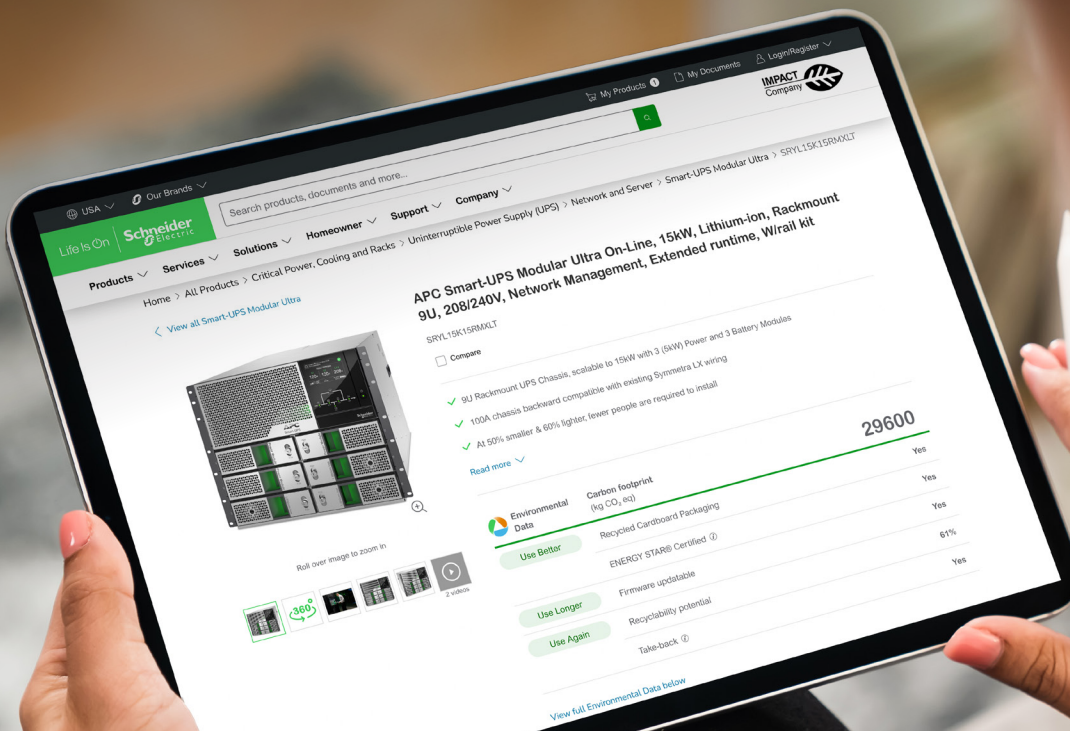 USA
Our Brands
My Products 1
My Documents
Login/Register
Life Is On
Schneider
Electric
Search products, documents and more...
IMPACT
Company
Products
Services
Solutions
Homeowner
Support
Company
Home > All Products > Critical Power, Cooling and Racks > Uninterruptible Power Supply (UPS) > Network and Server > Smart-UPS Modular Ultra > SRYL15K15RMXLT
View all Smart-UPS Modular Ultra
APC Smart-UPS Modular Ultra On-Line, 15kW, Lithium-ion, Rackmount
9U, 208/240V, Network Management, Extended runtime, W/rail kit
SRYL15K15RMXLT
Compare
9U Rackmount UPS Chassis, scalable to 15kW with 3 (5kW) Power and 3 Battery Modules
100A chassis backward compatible with existing Symmetra LX wiring
At 50% smaller & 60% lighter, fewer people are required to install
Read more
APC
Roll over image to zoom in
360°
2 videos
Environmental
Data
Carbon footprint
(kg CO₂ eq)
29600
Use Better
Recycled Cardboard Packaging
Yes
ENERGY STAR® Certified
Yes
Use Longer
Firmware updatable
Yes
Use Again
Recyclability potential
61%
Take-back
Yes
View full Environmental Data below